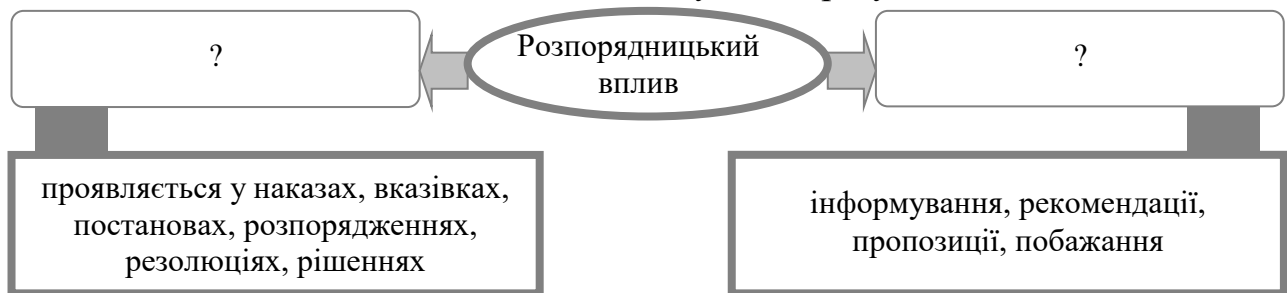 ?
Розпорядницький
вплив
?
проявляється у наказах, вказівках,
постановах, розпорядженнях,
резолюціях, рішеннях
інформування, рекомендації,
пропозиції, побажання